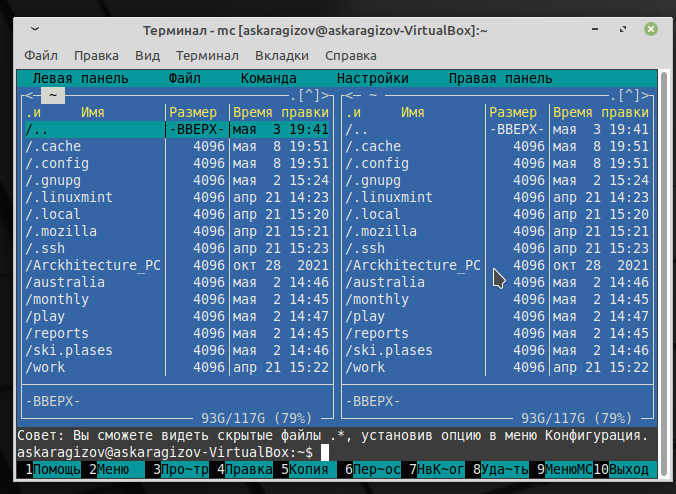 Терминал - mc [askaragizov@askaragizov-VirtualBox]:~
Файл Правка Вид Терминал Вкладки Справка
Левая панель Файл Команда Настройки Правая панель
<─ ~ .[^]> <─ ~ .[^]>
.и Имя Размер Время правки .и Имя Размер Время правки
/.. -ВВЕРХ- мая 3 19:41 /.. -ВВЕРХ- мая 3 19:41
/.cache 4096 мая 8 19:51 /.cache 4096 мая 8 19:51
/.config 4096 мая 8 19:51 /.config 4096 мая 8 19:51
/.gnupg 4096 мая 2 15:24 /.gnupg 4096 мая 2 15:24
/.linuxmint 4096 апр 21 14:23 /.linuxmint 4096 апр 21 14:23
/.local 4096 апр 21 15:20 /.local 4096 апр 21 15:20
/.mozilla 4096 апр 21 15:21 /.mozilla 4096 апр 21 15:21
/.ssh 4096 апр 21 15:23 /.ssh 4096 апр 21 15:23
/Arckhitecture_PC 4096 окт 28 2021 /Arckhitecture_PC 4096 окт 28 2021
/australia 4096 мая 2 14:46 /australia 4096 мая 2 14:46
/monthly 4096 мая 2 14:45 /monthly 4096 мая 2 14:45
/play 4096 мая 2 14:47 /play 4096 мая 2 14:47
/reports 4096 мая 2 14:45 /reports 4096 мая 2 14:45
/ski.plases 4096 мая 2 14:46 /ski.plases 4096 мая 2 14:46
/work 4096 апр 21 15:22 /work 4096 апр 21 15:22
-ВВЕРХ- -ВВЕРХ-
93G/117G (79%) 93G/117G (79%)
Совет: Вы сможете видеть скрытые файлы .*, установив опцию в меню Конфигурация.
askaragizov@askaragizov-VirtualBox:~$
1Помощь 2Меню 3Про~тр 4Правка 5Копия 6Пер~ос 7НвК~ог 8Уда~ть 9МенюМС 10Выход